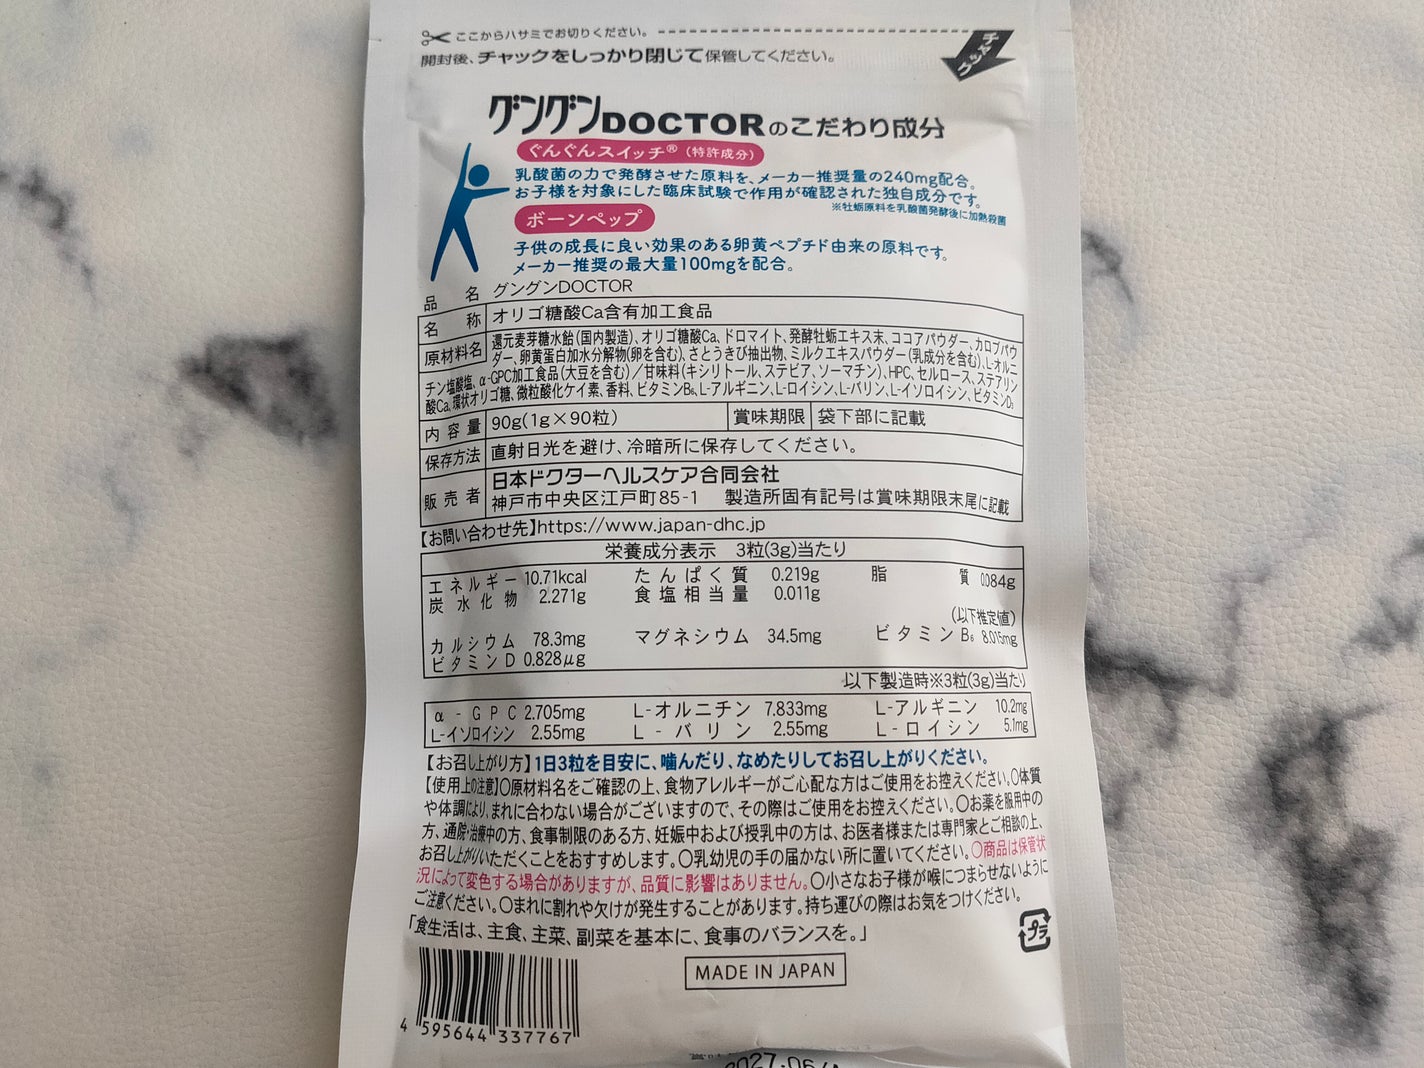 ここからハサミでお切りください。
開封後、チャックをしっかり閉じて保管してください。
チャック
グングンDOCTORのこだわり成分
ぐんぐんスイッチ®（特許成分）
乳酸菌の力で発酵させた原料を、メーカー推奨量の240mg配合。
お子様を対象にした臨床試験で作用が確認された独自成分です。
※牡蛎原料を乳酸菌発酵後に加熱殺菌
ボーンペップ
子供の成長に良い効果のある卵黄ペプチド由来の原料です。
メーカー推奨の最大量100mgを配合。
品名 グングンDOCTOR
名称 オリゴ糖酸Ca含有加工食品
原材料名 還元麦芽糖水飴(国内製造)、オリゴ糖酸Ca、ドロマイト、発酵牡蛎エキス末、ココアパウダー、カロブパウ
ダー、卵黄蛋白加水分解物(卵を含む)、さとうきび抽出物、ミルクエキスパウダー(乳成分を含む)、L-オルニ
チン塩酸塩、α-GPC加工食品(大豆を含む)／甘味料(キシリトール、ステビア、ソーマチン)、HPC、セルロース、ステアリン
酸Ca、環状オリゴ糖、微粒酸化ケイ素、香料、ビタミンB₆、L-アルギニン、L-ロイシン、L-バリン、L-イソロイシン、ビタミンD₃
内容量 90g(1g×90粒) 賞味期限 袋下部に記載
保存方法 直射日光を避け、冷暗所に保存してください。
販売者 日本ドクターヘルスケア合同会社
神戸市中央区江戸町85-1 製造所固有記号は賞味期限末尾に記載
【お問い合わせ先】https://www.japan-dhc.jp
栄養成分表示 3粒(3g)当たり
エネルギー 10.71kcal たんぱく質 0.219g 脂質 0.084g
炭水化物 2.271g 食塩相当量 0.011g
(以下推定値)
カルシウム 78.3mg マグネシウム 34.5mg ビタミンB₆ 8.015mg
ビタミンD 0.828μg
以下製造時※3粒(3g)当たり
α-GPC 2.705mg L-オルニチン 7.833mg L-アルギニン 10.2mg
L-イソロイシン 2.55mg L-バリン 2.55mg L-ロイシン 5.1mg
【お召し上がり方】1日3粒を目安に、噛んだり、なめたりしてお召し上がりください。
【使用上の注意】〇原材料名をご確認の上、食物アレルギーがご心配な方はご使用をお控えください。〇体質
や体調により、まれに合わない場合がございますので、その際はご使用をお控えください。〇お薬を服用中の
方、通院・治療中の方、食事制限のある方、妊娠中および授乳中の方は、お医者様または専門家とご相談の上、
お召し上がりいただくことをおすすめします。〇乳幼児の手の届かない所に置いてください。〇商品は保管状
況によって変色する場合がありますが、品質に影響はありません。〇小さなお子様が喉につまらせないように
ご注意ください。〇まれに割れや欠けが発生することがあります。持ち運びの際はお気をつけください。
「食生活は、主食、主菜、副菜を基本に、食事のバランスを。」
プラ
MADE IN JAPAN
4 595644 337767
2027.06